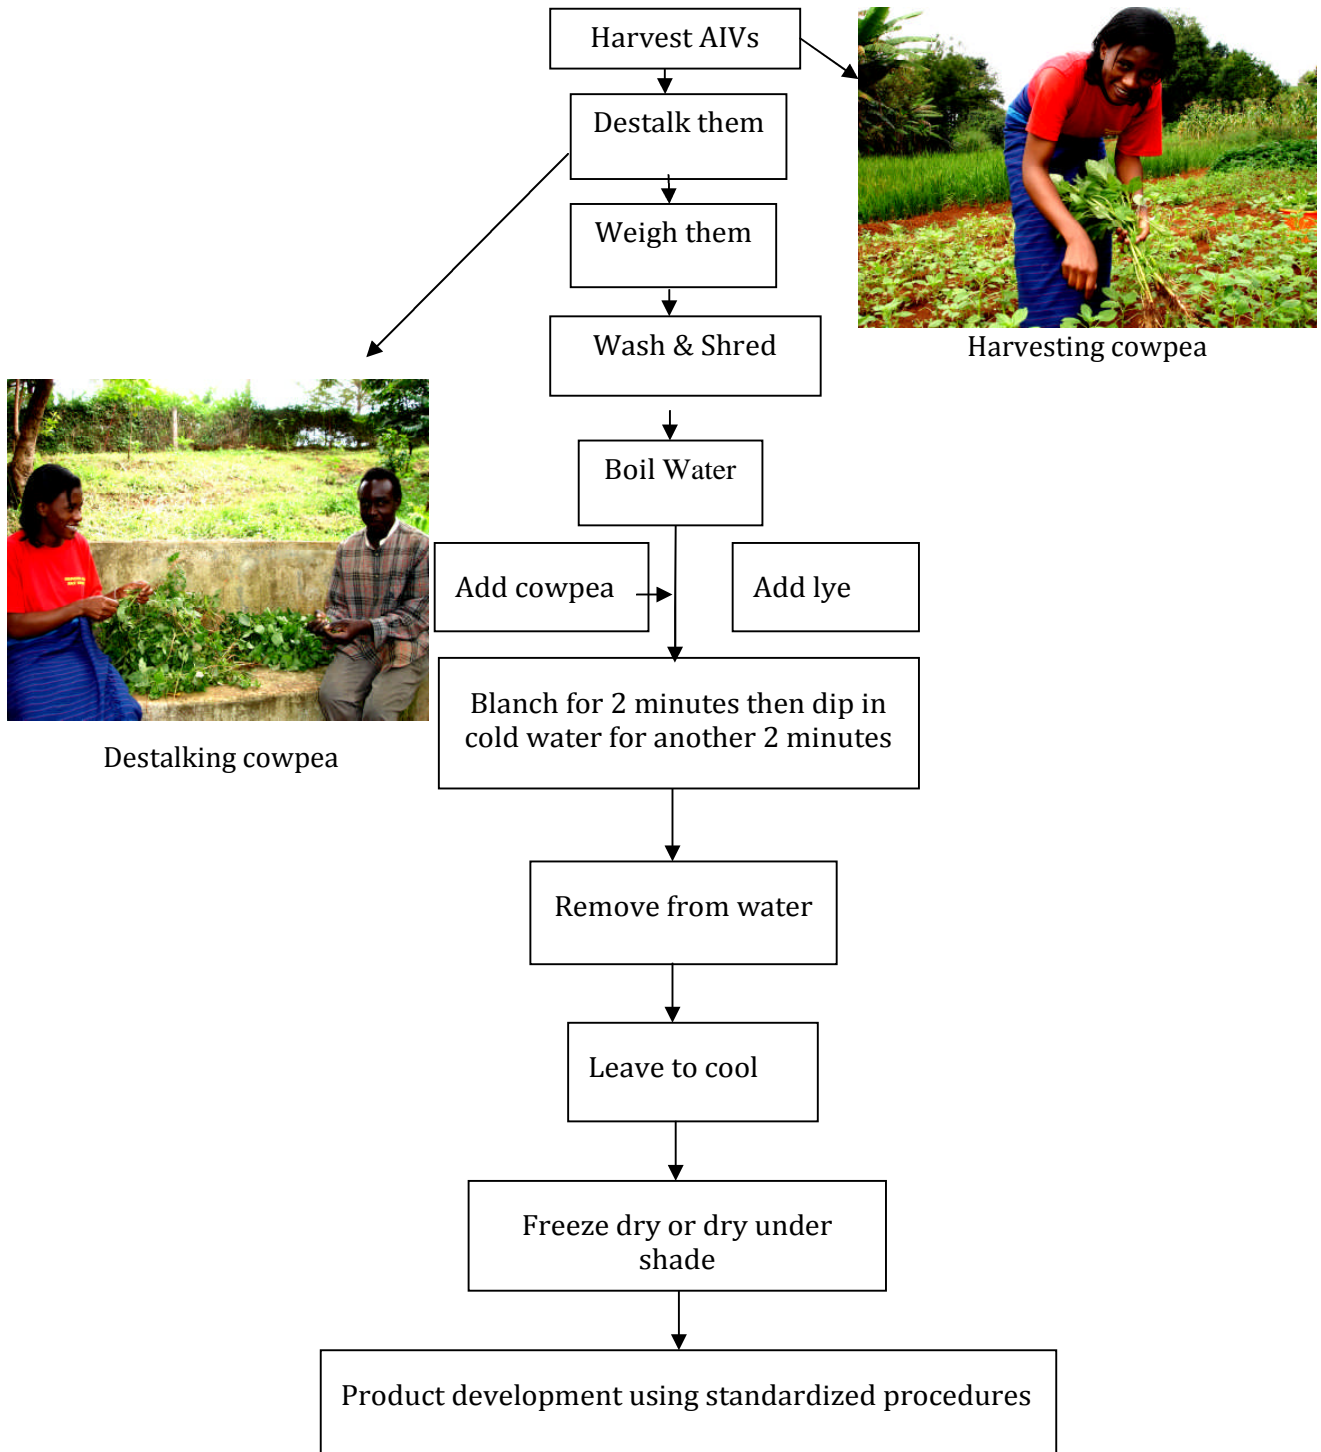 Harvest AIVs
Destalk them
Weigh them
Wash & Shred
Harvesting cowpea
Boil Water
Add cowpea
Add lye
Blanch for 2 minutes then dip in
cold water for another 2 minutes
Destalking cowpea
Remove from water
Leave to cool
Freeze dry or dry under
shade
Product development using standardized procedures